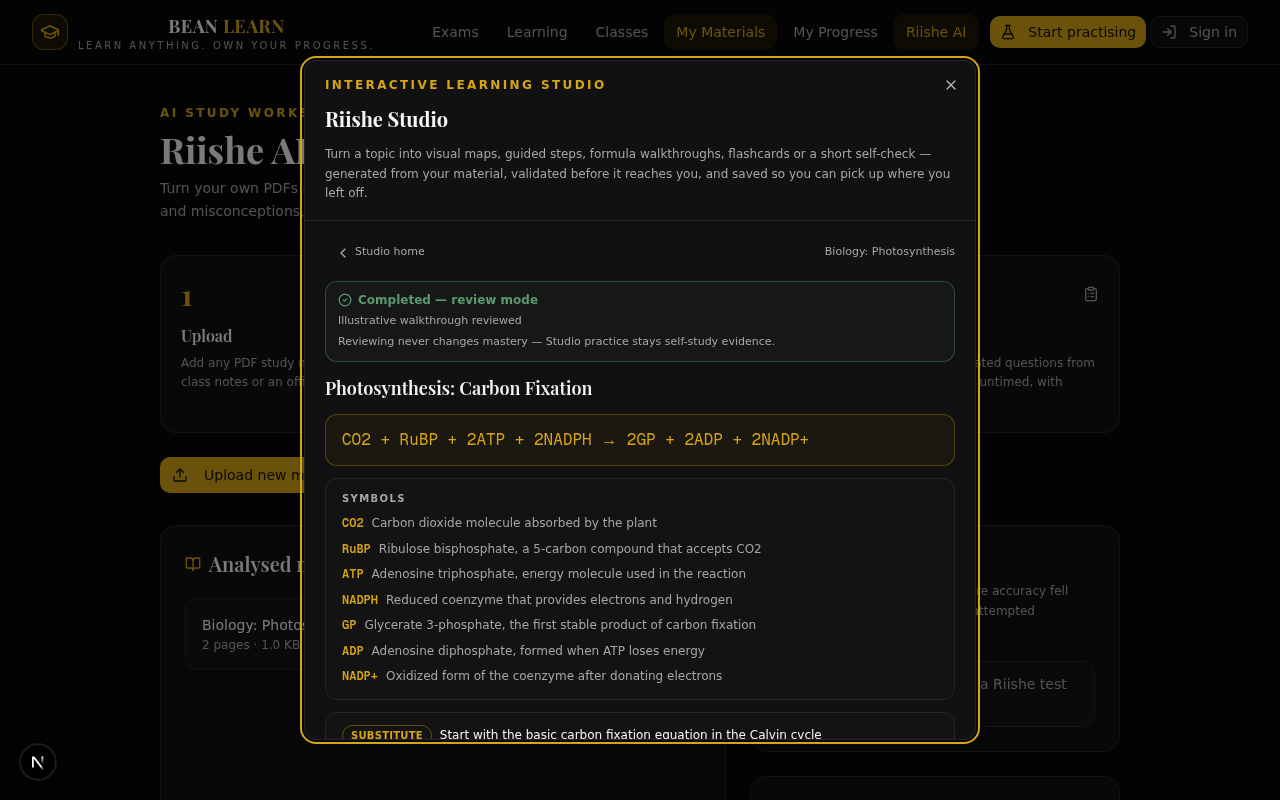 BEAN LEARN
LEARN ANYTHING. OWN YOUR PROGRESS.
Exams
Learning
Classes
My Materials
My Progress
Riishe AI
Start practising
Sign in
AI STUDY WORKS
Riishe AI
Turn your own PDFs
and misconceptions,
1
Upload
Add any PDF study
class notes or an
ated questions from
untimed, with
Upload new
Analysed
Biology:
2 pages · 1.0 KB
re accuracy fell
attempted
a Riishe test
INTERACTIVE LEARNING STUDIO
Riishe Studio
Turn a topic into visual maps, guided steps, formula walkthroughs, flashcards or a short self-check —
generated from your material, validated before it reaches you, and saved so you can pick up where you
left off.
Studio home
Biology: Photosynthesis
Completed — review mode
Illustrative walkthrough reviewed
Reviewing never changes mastery — Studio practice stays self-study evidence.
Photosynthesis: Carbon Fixation
CO2 + RuBP + 2ATP + 2NADPH → 2GP + 2ADP + 2NADP+
SYMBOLS
CO2 Carbon dioxide molecule absorbed by the plant
RuBP Ribulose bisphosphate, a 5-carbon compound that accepts CO2
ATP Adenosine triphosphate, energy molecule used in the reaction
NADPH Reduced coenzyme that provides electrons and hydrogen
GP Glycerate 3-phosphate, the first stable product of carbon fixation
ADP Adenosine diphosphate, formed when ATP loses energy
NADP+ Oxidized form of the coenzyme after donating electrons
SUBSTITUTE Start with the basic carbon fixation equation in the Calvin cycle
N